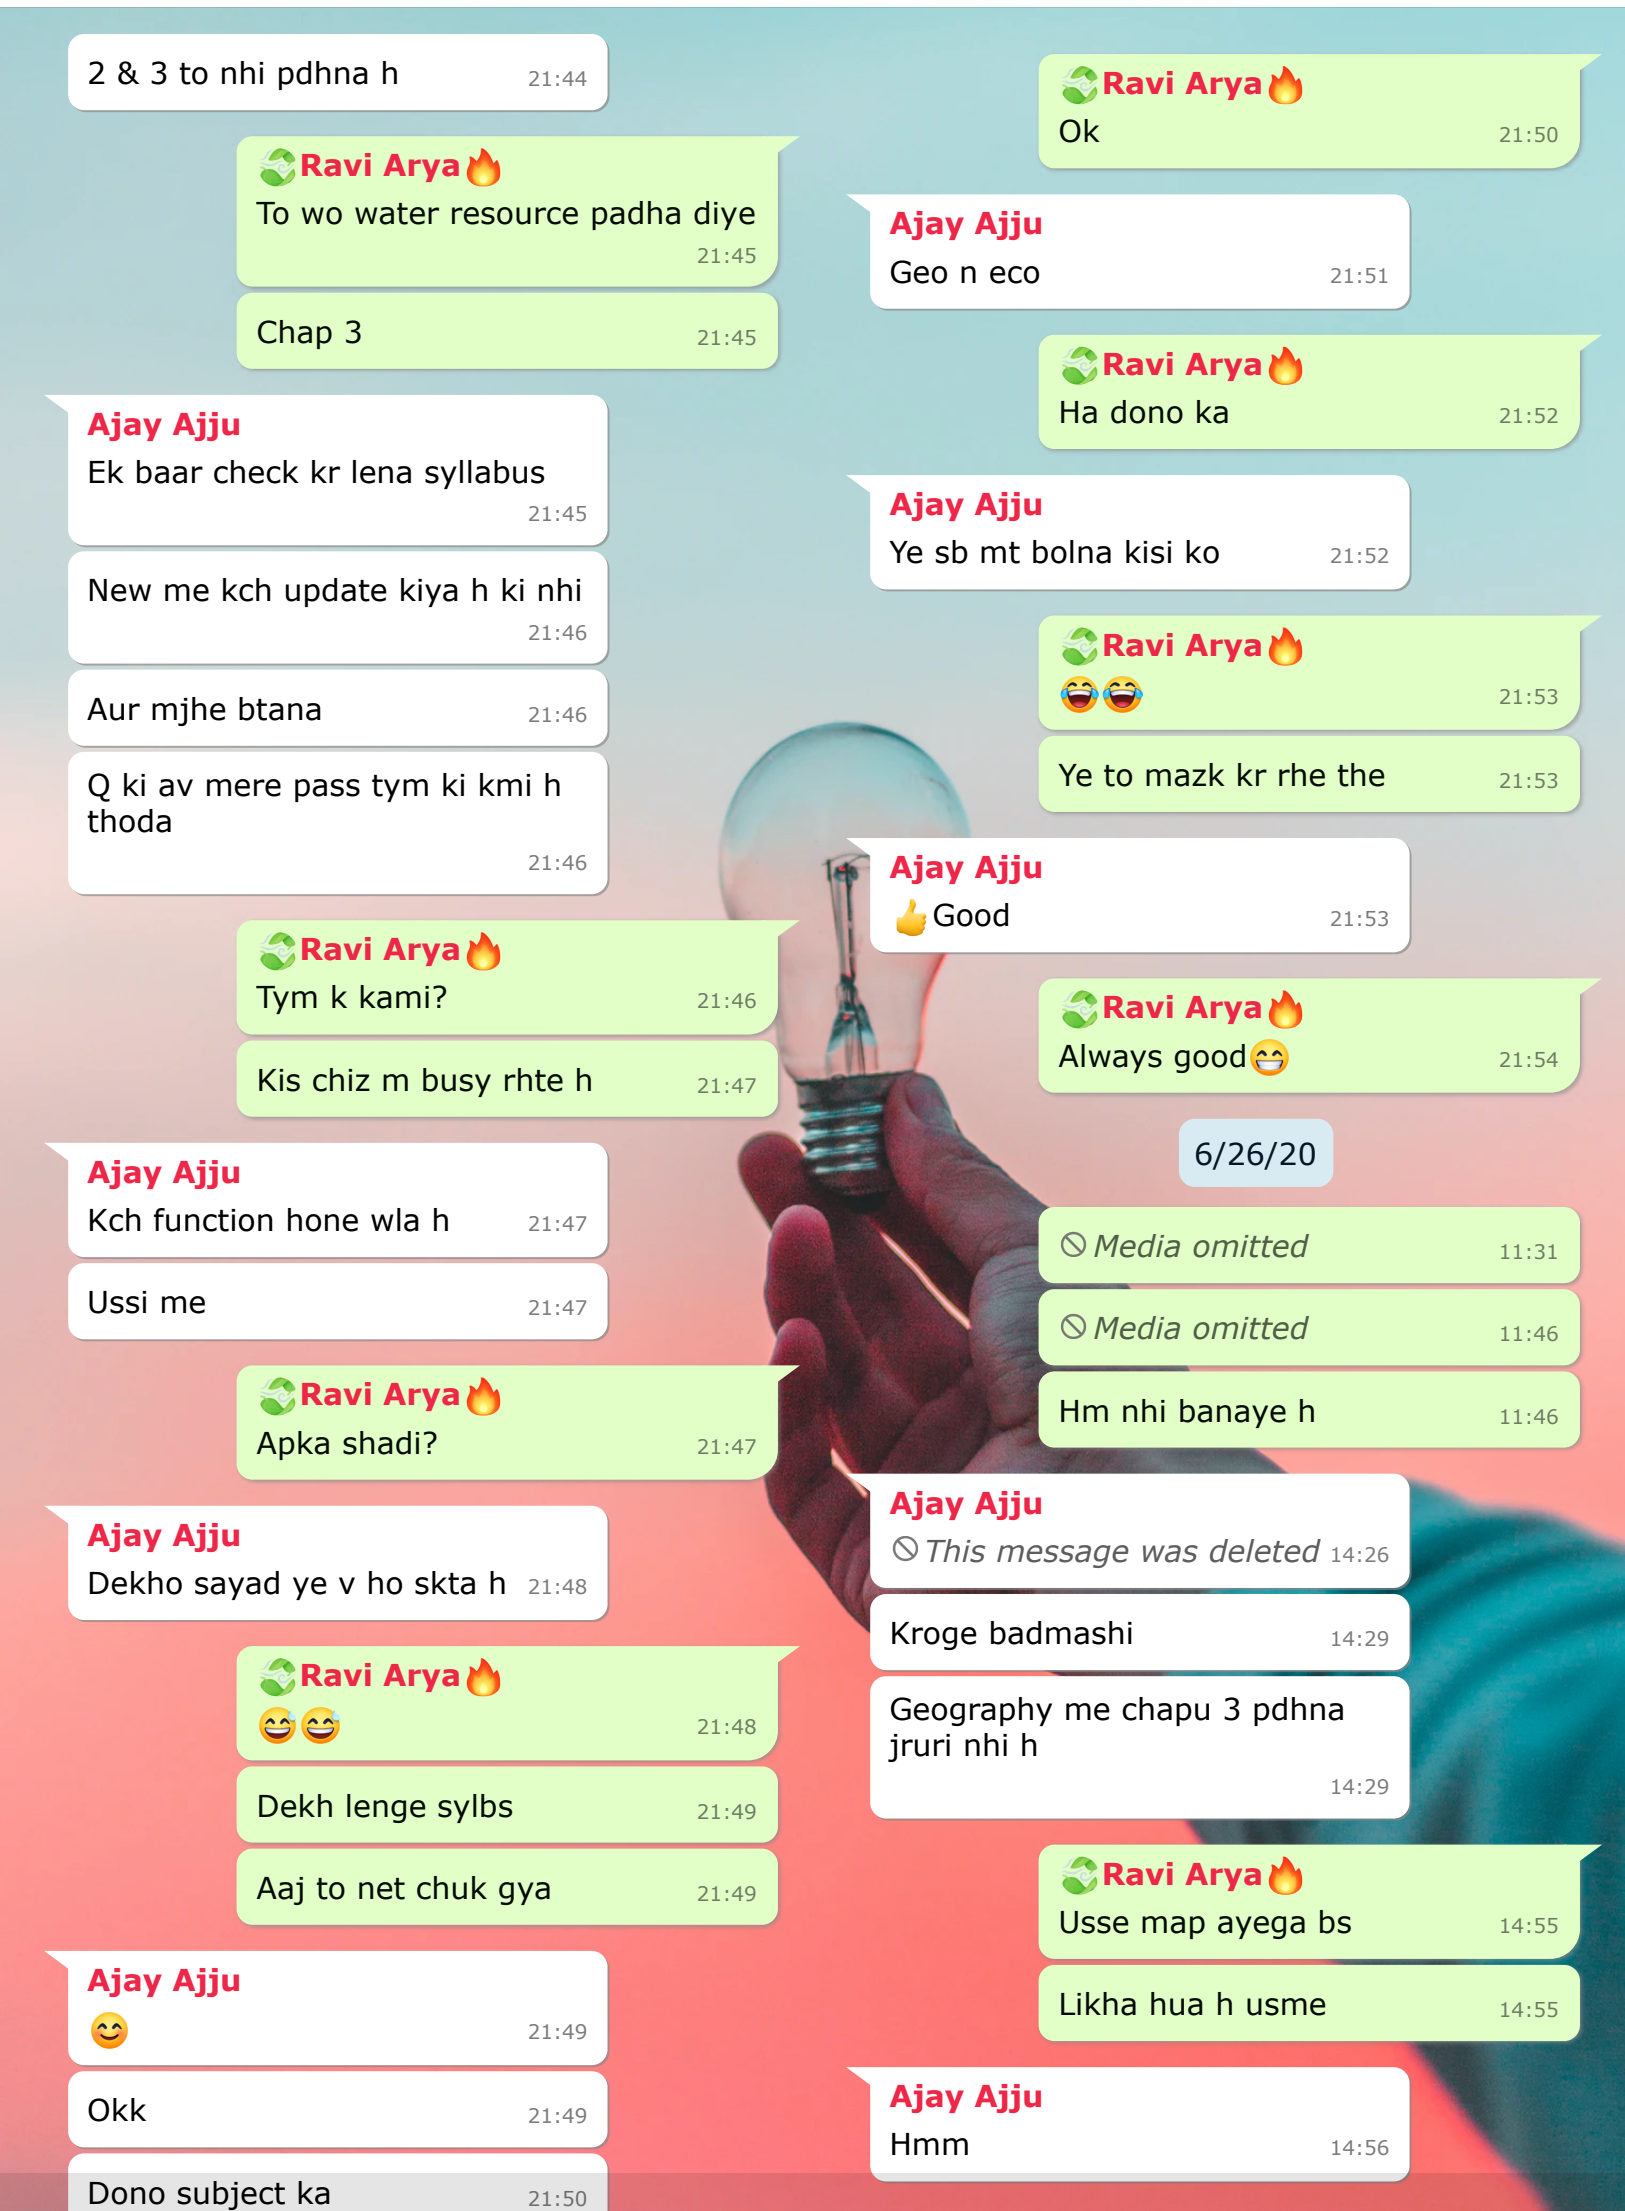 2 & 3 to nhi pdhna h 21:44
Ravi Arya🔥
To wo water resource padha diye
21:45
Chap 3 21:45
Ajay Ajju
Ek baar check kr lena syllabus
21:45
New me kch update kiya h ki nhi
21:46
Aur mjhe btana 21:46
Q ki av mere pass tym ki kmi h
thoda
21:46
Ravi Arya🔥
Tym k kami? 21:46
Kis chiz m busy rhte h 21:47
Ajay Ajju
Kch function hone wla h 21:47
Ussi me 21:47
Ravi Arya🔥
Apka shadi? 21:47
Ajay Ajju
Dekho sayad ye v ho skta h 21:48
Ravi Arya🔥
😅😅 21:48
Dekh lenge sylbs 21:49
Aaj to net chuk gya 21:49
Ajay Ajju
😊 21:49
Okk 21:49
Dono subject ka 21:50
Ravi Arya🔥
Ok 21:50
Ajay Ajju
Geo n eco 21:51
Ravi Arya🔥
Ha dono ka 21:52
Ajay Ajju
Ye sb mt bolna kisi ko 21:52
Ravi Arya🔥
😂😂 21:53
Ye to mazk kr rhe the 21:53
Ajay Ajju
👍Good 21:53
Ravi Arya🔥
Always good😁 21:54
6/26/20
Media omitted 11:31
Media omitted 11:46
Hm nhi banaye h 11:46
Ajay Ajju
This message was deleted 14:26
Kroge badmashi 14:29
Geography me chapu 3 pdhna
jruri nhi h
14:29
Ravi Arya🔥
Usse map ayega bs 14:55
Likha hua h usme 14:55
Ajay Ajju
Hmm 14:56